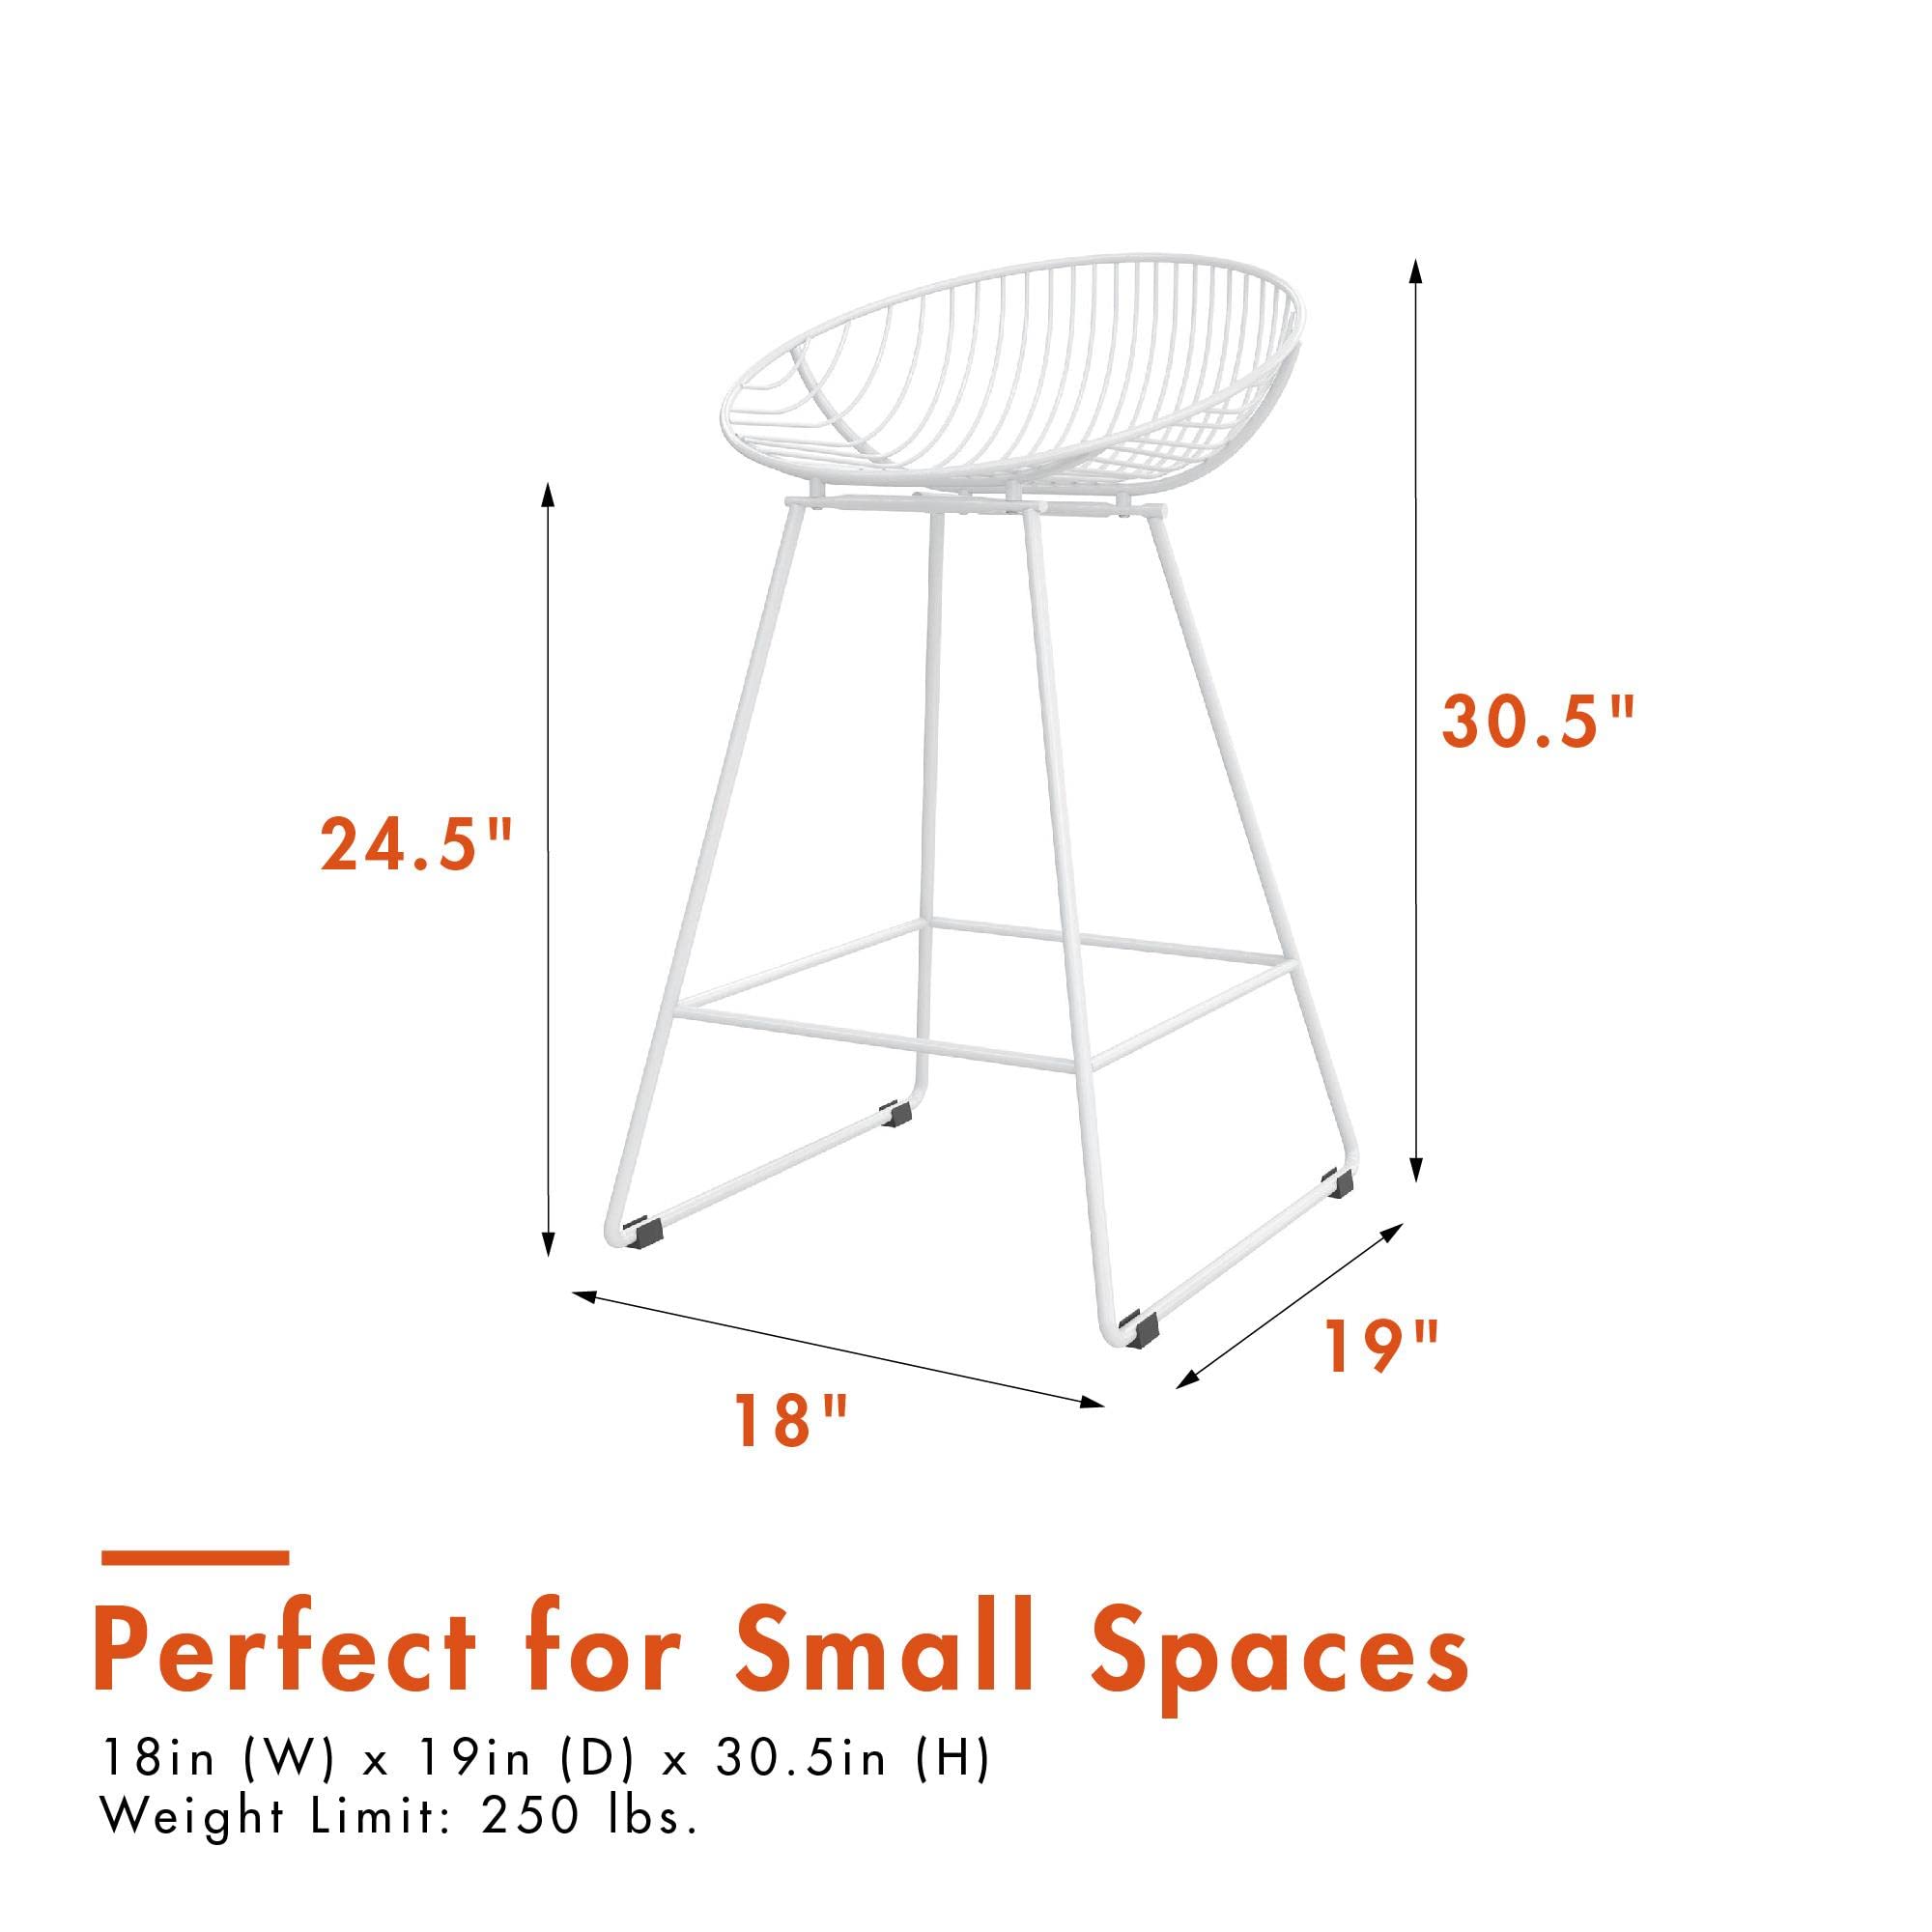 30.5"
24.5"
19"
18"
Perfect for Small Spaces
18in (W) x 19in (D) x 30.5in (H)
Weight Limit: 250 lbs.